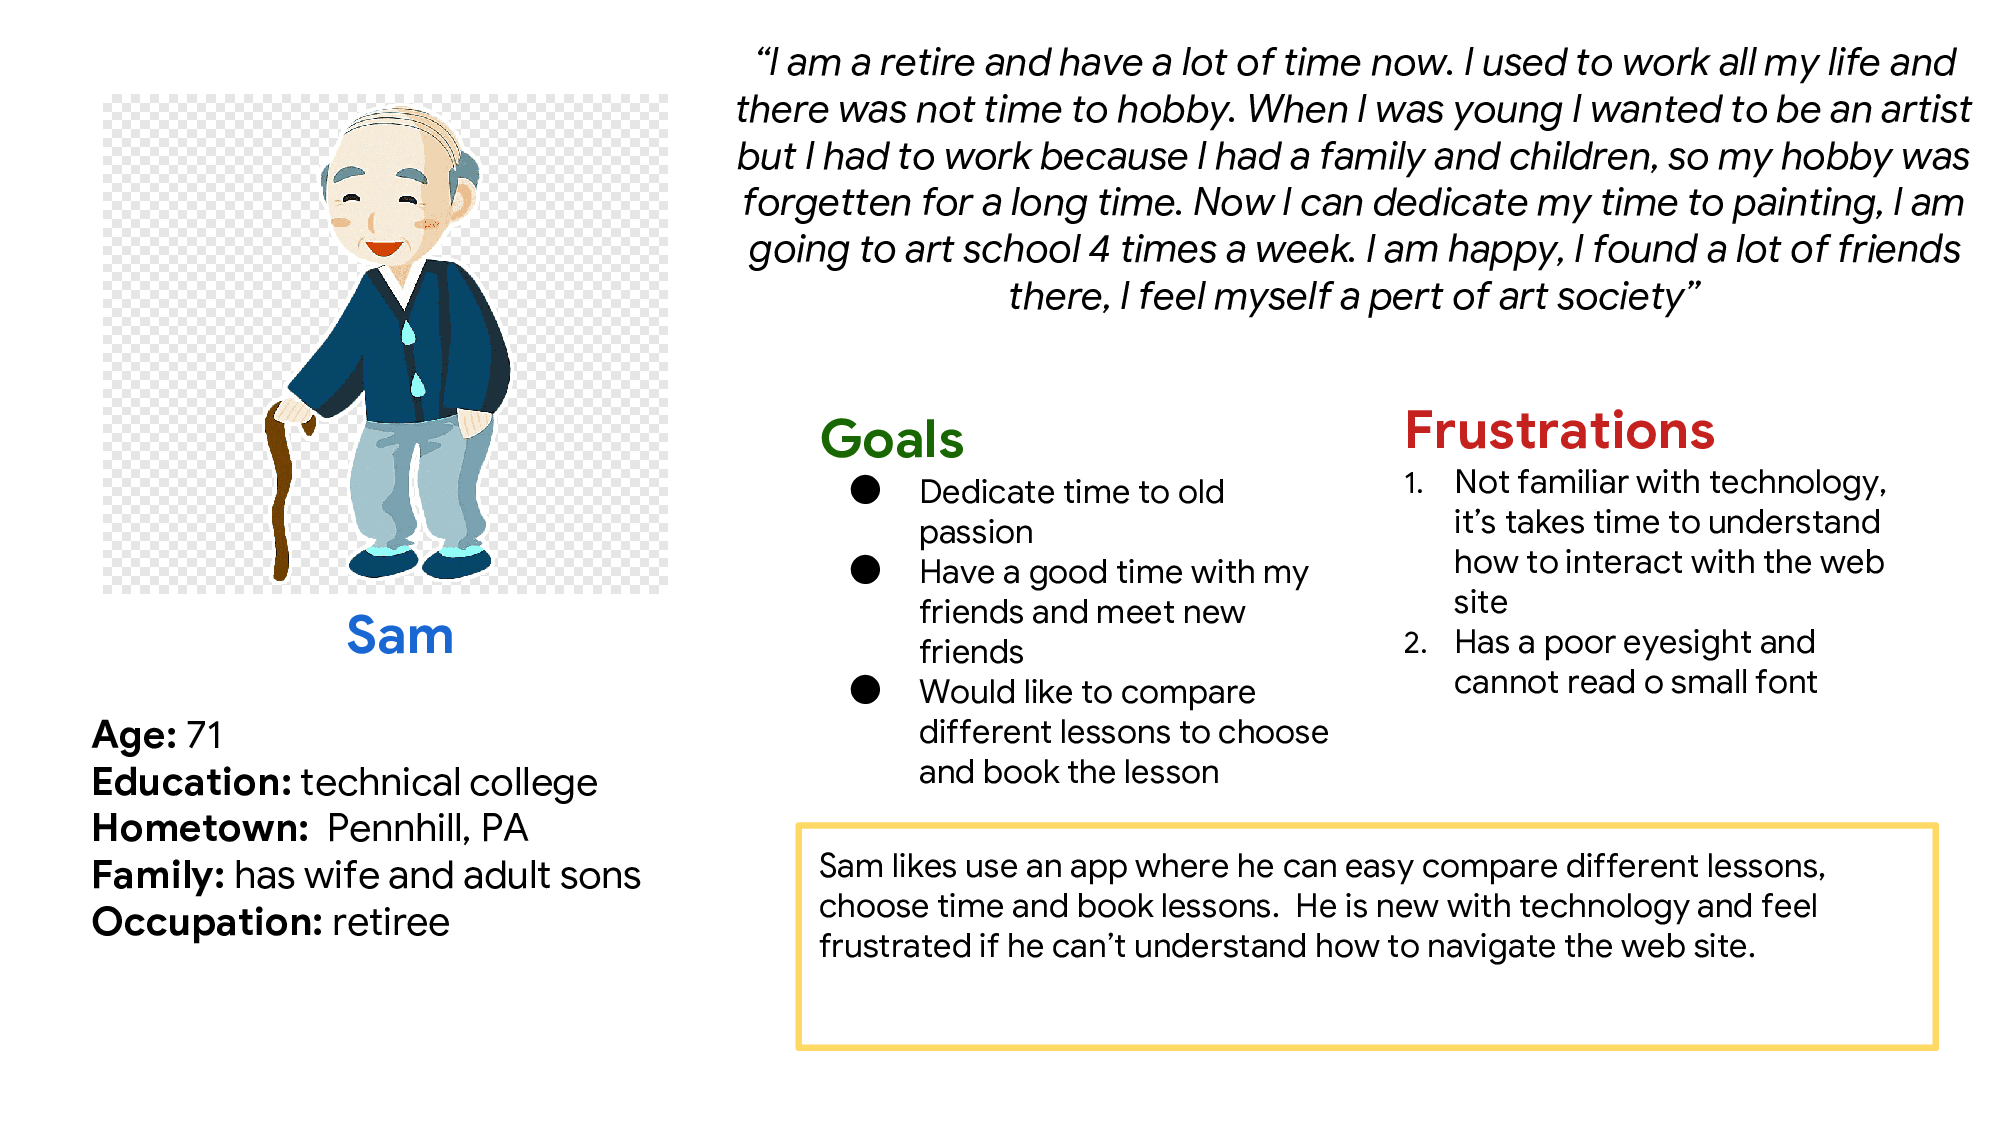 “I am a retire and have a lot of time now. I used to work all my life and
there was not time to hobby. When I was young I wanted to be an artist
but I had to work because I had a family and children, so my hobby was
forgetten for a long time. Now I can dedicate my time to painting, I am
going to art school 4 times a week. I am happy, I found a lot of friends
there, I feel myself a pert of art society”
Sam
Age: 71
Education: technical college
Hometown: Pennhill, PA
Family: has wife and adult sons
Occupation: retiree
Goals
● Dedicate time to old
passion
● Have a good time with my
friends and meet new
friends
● Would like to compare
different lessons to choose
and book the lesson
Frustrations
1. Not familiar with technology,
it’s takes time to understand
how to interact with the web
site
2. Has a poor eyesight and
cannot read o small font
Sam likes use an app where he can easy compare different lessons,
choose time and book lessons. He is new with technology and feel
frustrated if he can’t understand how to navigate the web site.